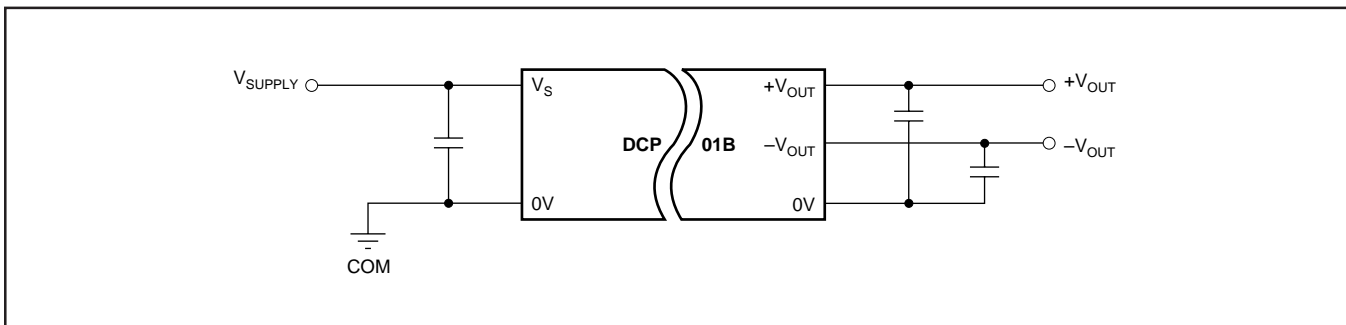 V_SUPPLY
V_S
DCP
01B
+V_OUT
+V_OUT
–V_OUT
–V_OUT
0V
0V
COM